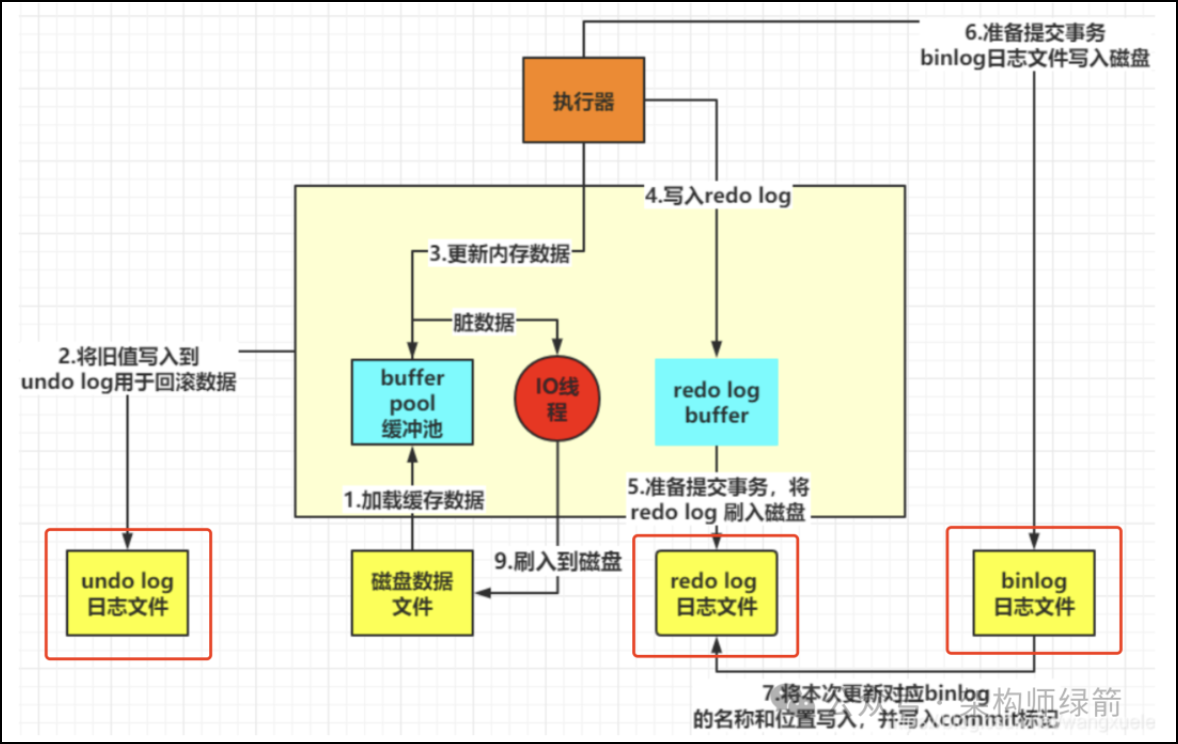 6.准备提交事务
binlog日志文件写入磁盘
执行器
4.写入redo log
3.更新内存数据
脏数据
2.将旧值写入到
undo log用于回滚数据
buffer
pool
缓冲池
IO线
程
redo log
buffer
1.加载缓存数据
5.准备提交事务，将
redo log 刷入磁盘
9.刷入到磁盘
undo log
日志文件
磁盘数据
文件
redo log
日志文件
binlog
日志文件
7.将本次更新对应binlog
的名称和位置写入，并写入commit标记
公众号 · 架构师绿箭